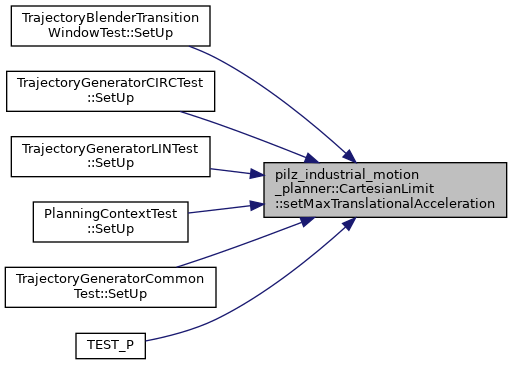 TrajectoryBlenderTransition
WindowTest::SetUp
TrajectoryGeneratorCIRCTest
::SetUp
TrajectoryGeneratorLINTest
::SetUp
PlanningContextTest
::SetUp
TrajectoryGeneratorCommon
Test::SetUp
TEST_P
pilz_industrial_motion
_planner::CartesianLimit
::setMaxTranslationalAcceleration